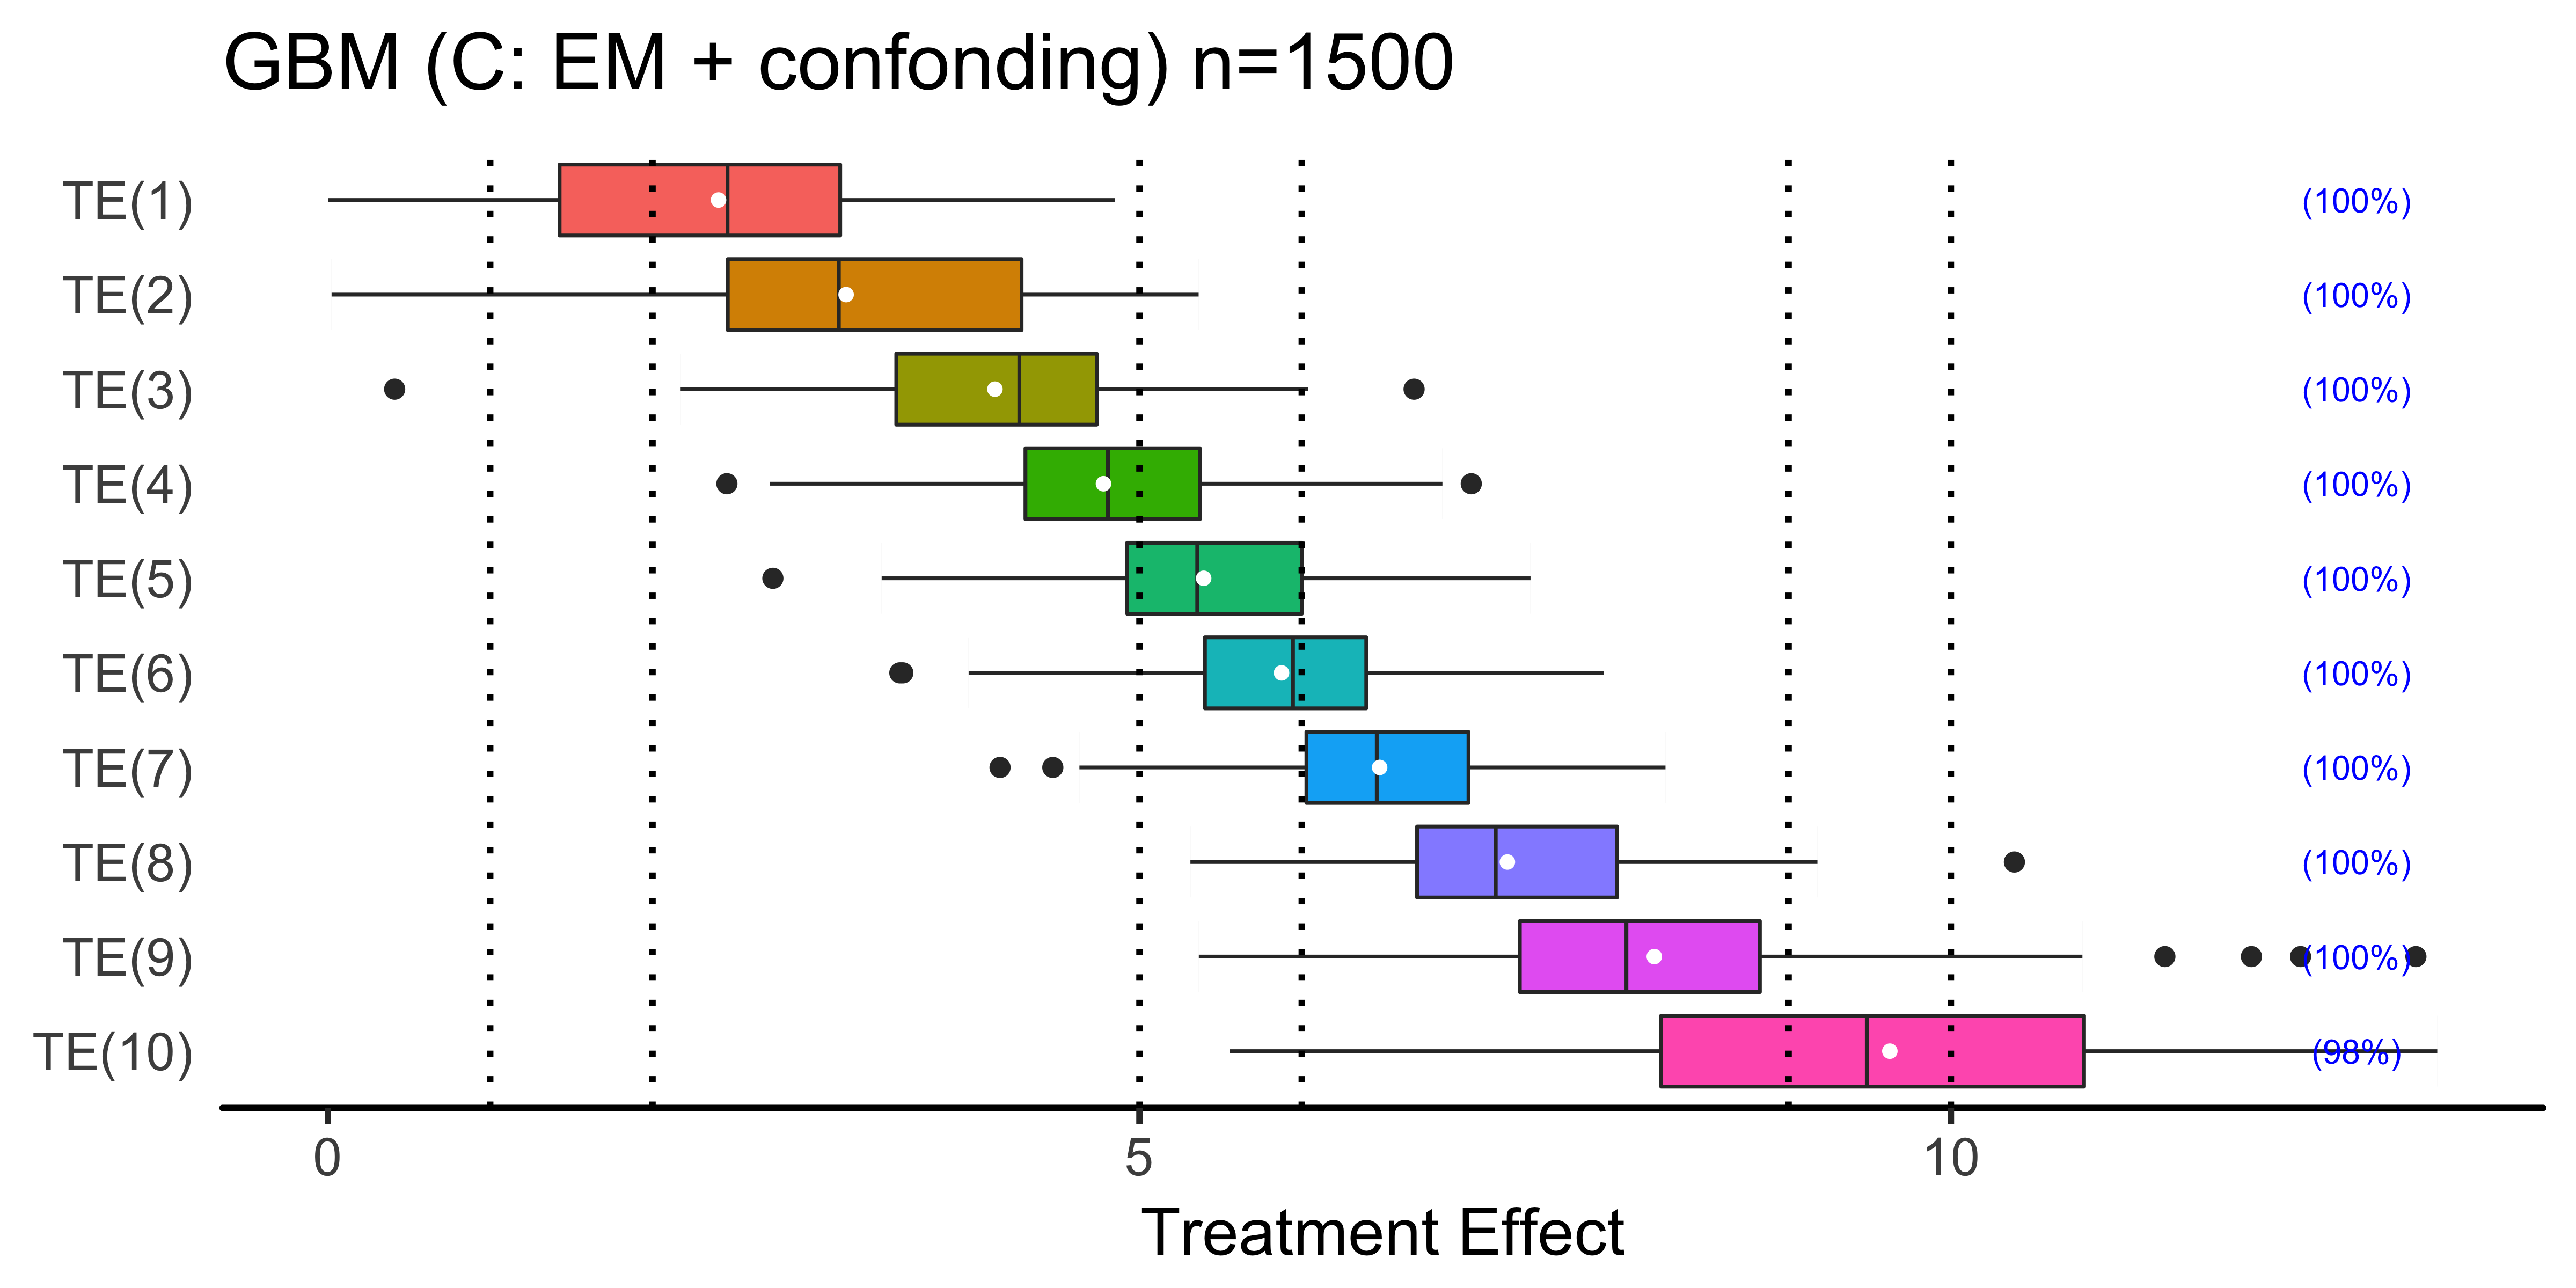 GBM (C: EM + confonding) n=1500
TE(1) (100%)
TE(2) (100%)
TE(3) (100%)
TE(4) (100%)
TE(5) (100%)
TE(6) (100%)
TE(7) (100%)
TE(8) (100%)
TE(9) (100%)
TE(10) (98%)
0 5 10
Treatment Effect